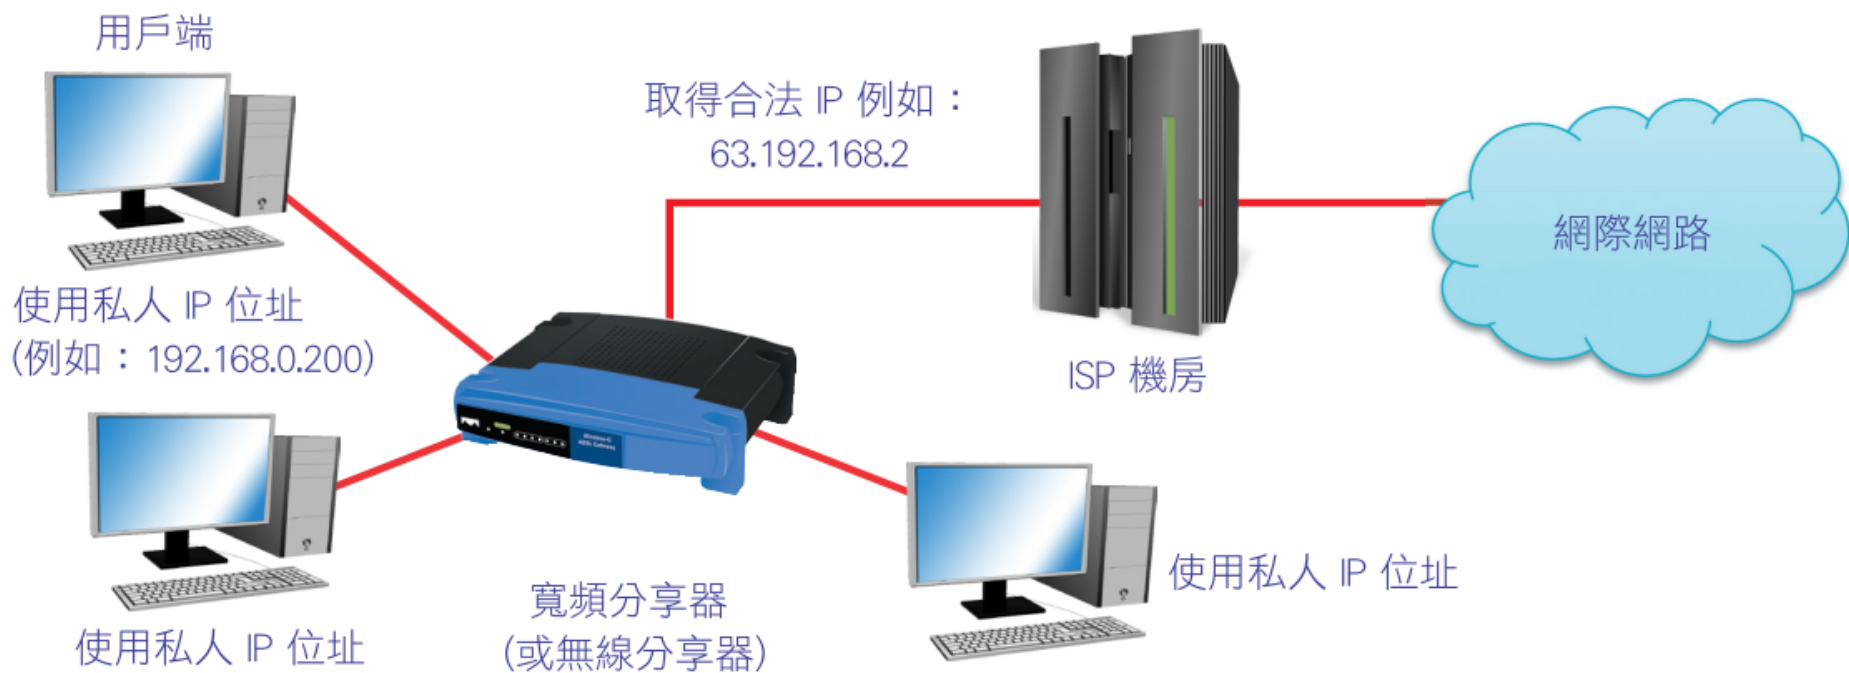 用戶端
取得合法 IP 例如：
63.192.168.2
網際網路
使用私人 IP 位址
(例如：192.168.0.200)
ISP 機房
使用私人 IP 位址
寬頻分享器
(或無線分享器)
使用私人 IP 位址